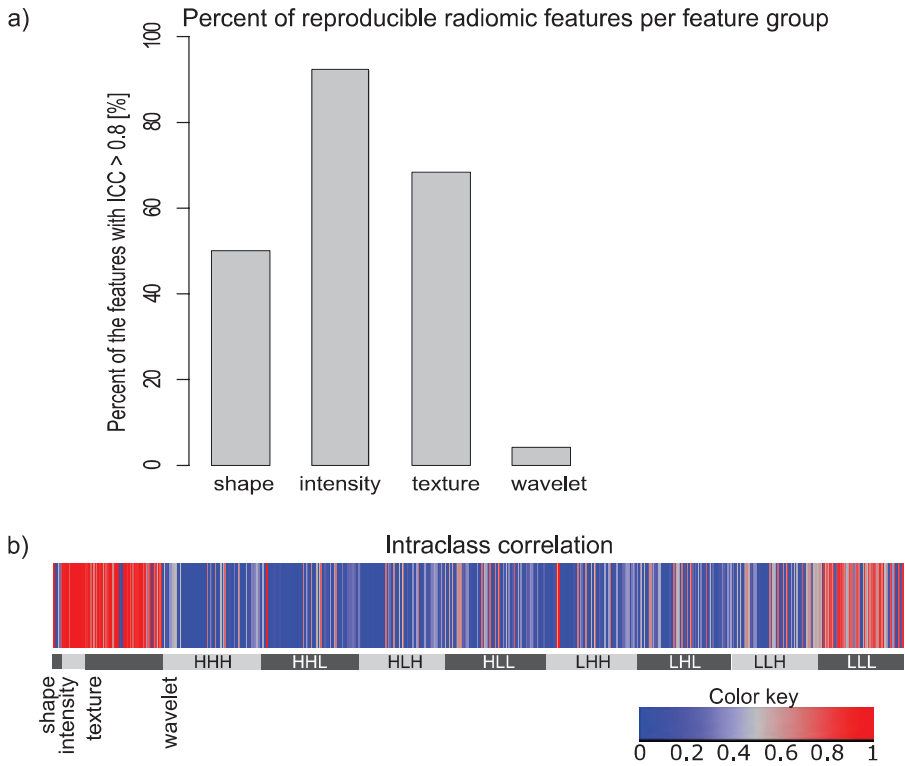 a) Percent of reproducible radiomic features per feature group
Percent of the features with ICC > 0.8 [%]
100
80
60
40
20
0
shape intensity texture wavelet
b) Intraclass correlation
HHH HHL HLH HLL LHH LHL LLH LLL
shape
intensity
texture
wavelet
Color key
0 0.2 0.4 0.6 0.8 1